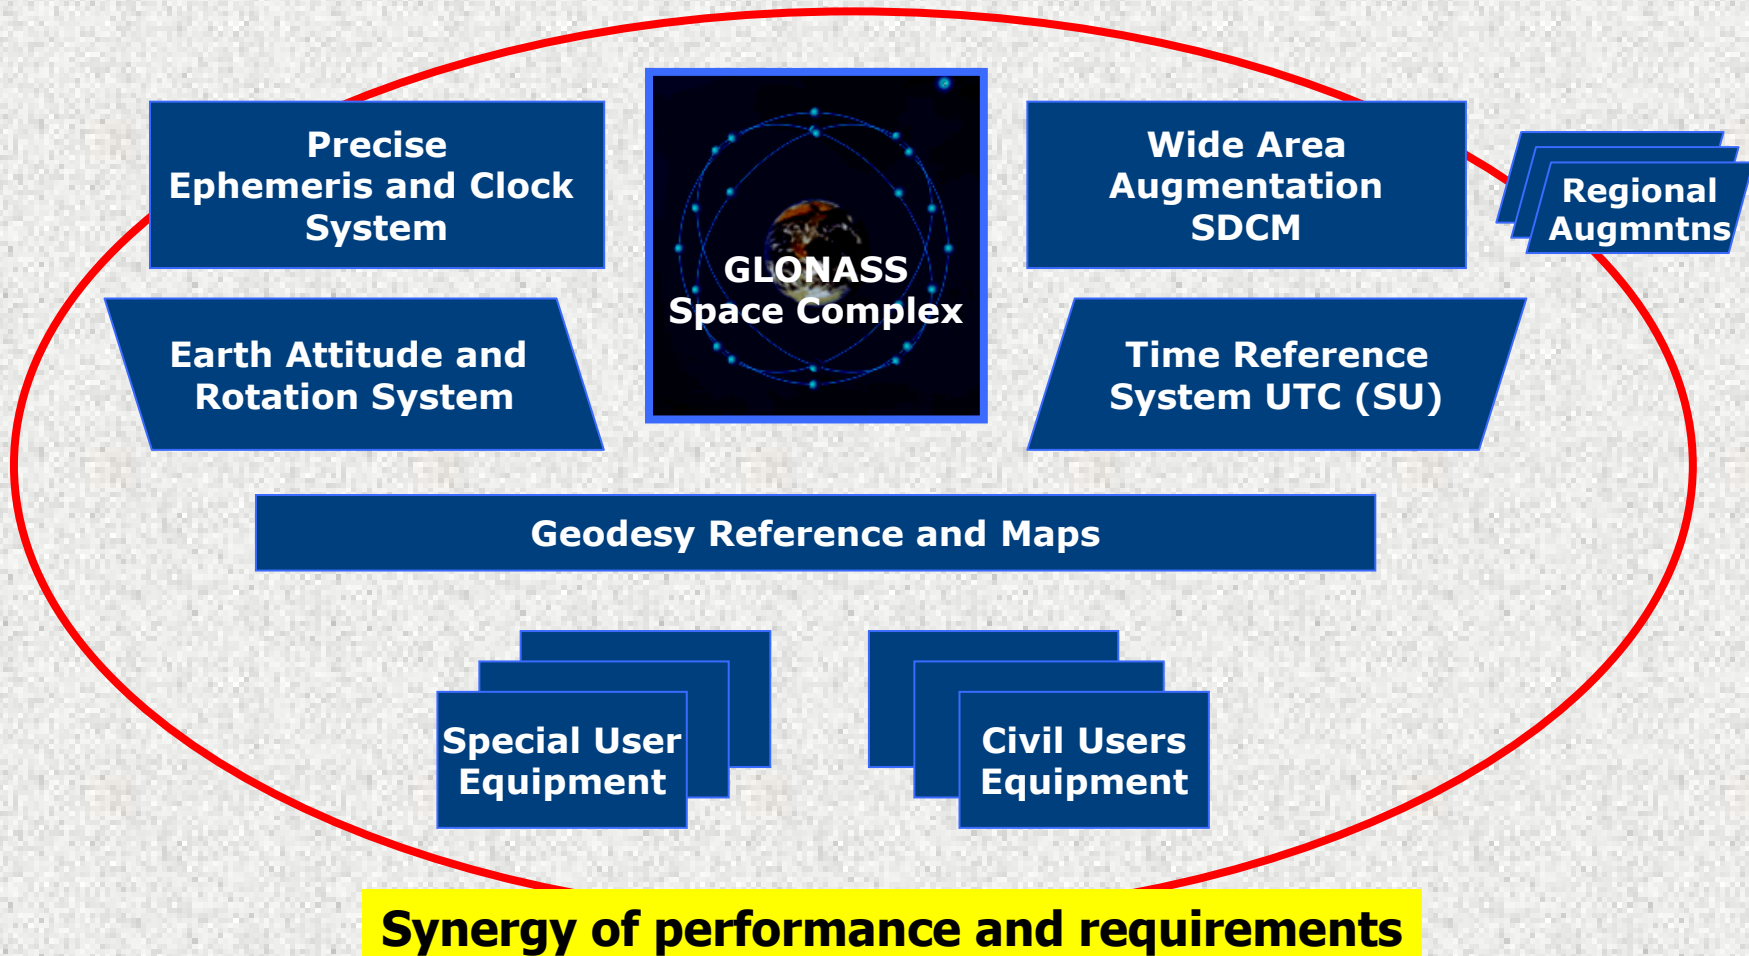 Precise
Ephemeris and Clock
System
GLONASS
Space Complex
Wide Area
Augmentation
SDCM
Regional
Augmntns
Earth Attitude and
Rotation System
Time Reference
System UTC (SU)
Geodesy Reference and Maps
Special User
Equipment
Civil Users
Equipment
Synergy of performance and requirements